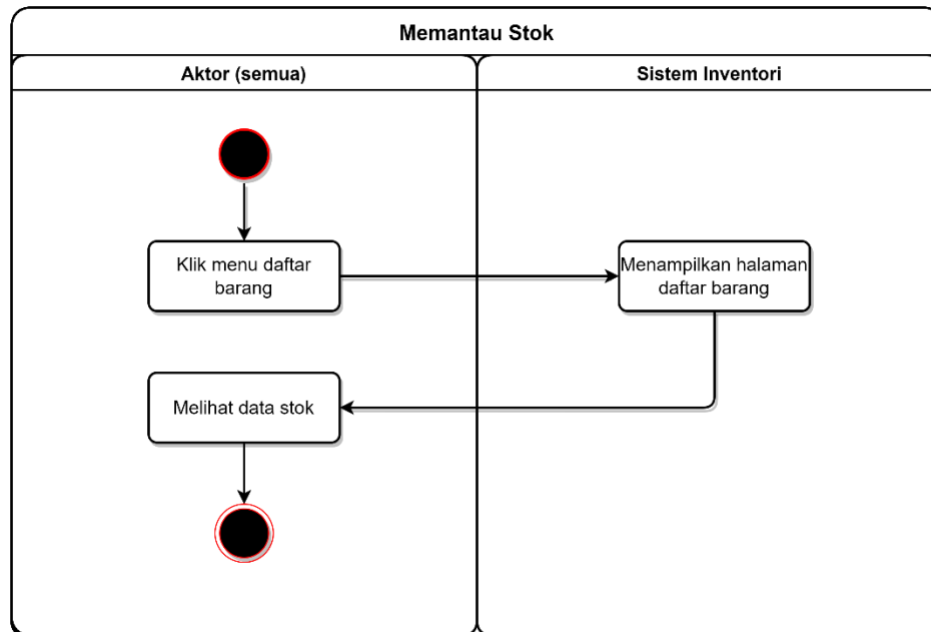 Memantau Stok
Aktor (semua)
Sistem Inventori
Klik menu daftar
barang
Menampilkan halaman
daftar barang
Melihat data stok